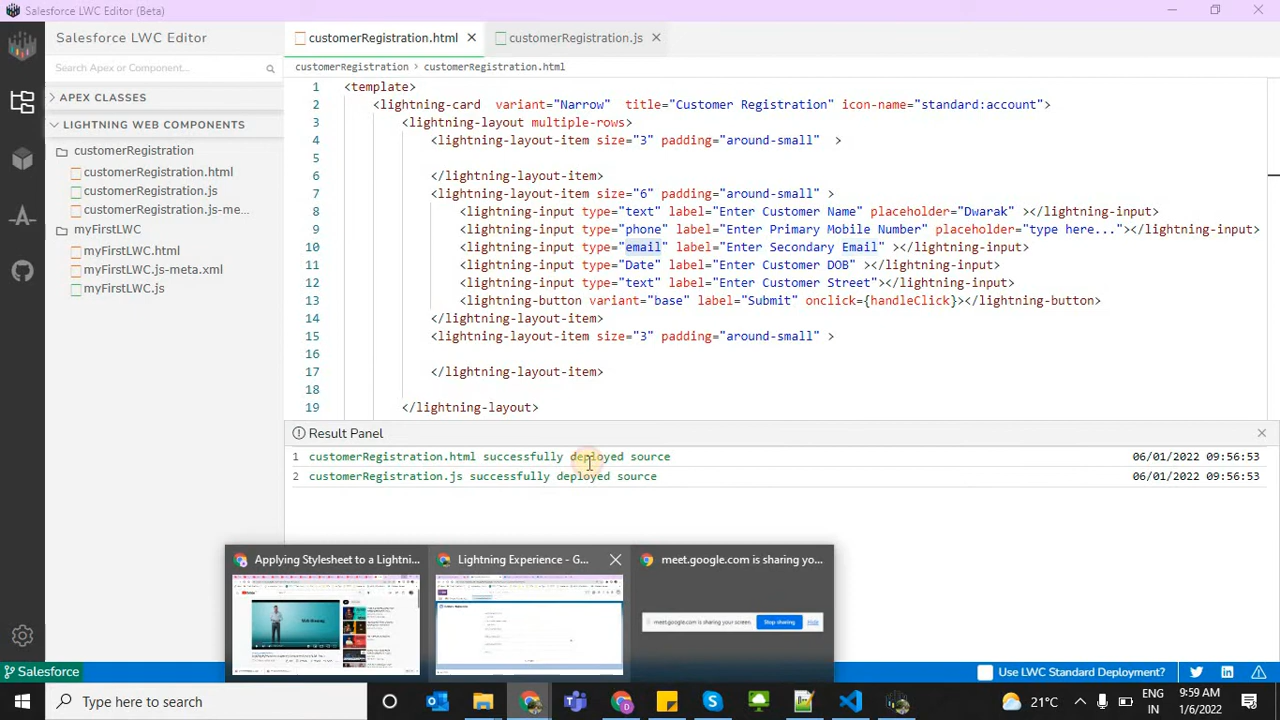 Salesforce LWC Editor (Beta)
Salesforce LWC Editor
customerRegistration.html
customerRegistration.js
Search Apex or Component...
customerRegistration > customerRegistration.html
APEX CLASSES
LIGHTNING WEB COMPONENTS
customerRegistration
customerRegistration.html
customerRegistration.js
customerRegistration.js-me...
myFirstLWC
myFirstLWC.html
myFirstLWC.js-meta.xml
myFirstLWC.js
1 <template>
2 <lightning-card variant="Narrow" title="Customer Registration" icon-name="standard:account">
3 <lightning-layout multiple-rows>
4 <lightning-layout-item size="3" padding="around-small" >
5
6 </lightning-layout-item>
7 <lightning-layout-item size="6" padding="around-small" >
8 <lightning-input type="text" label="Enter Customer Name" placeholder="Dwarak" ></lightning-input>
9 <lightning-input type="phone" label="Enter Primary Mobile Number" placeholder="type here..."></lightning-input>
10 <lightning-input type="email" label="Enter Secondary Email" ></lightning-input>
11 <lightning-input type="Date" label="Enter Customer DOB" ></lightning-input>
12 <lightning-input type="text" label="Enter Customer Street"></lightning-input>
13 <lightning-button variant="base" label="Submit" onclick={handleClick}></lightning-button>
14 </lightning-layout-item>
15 <lightning-layout-item size="3" padding="around-small" >
16
17 </lightning-layout-item>
18
19 </lightning-layout>
Result Panel
1 customerRegistration.html successfully deployed source 06/01/2022 09:56:53
2 customerRegistration.js successfully deployed source 06/01/2022 09:56:53
Applying Stylesheet to a Lightni...
Lightning Experience - G...
meet.google.com is sharing yo...
meet.google.com is sharing your screen.
Stop sharing
Salesforce
Use LWC Standard Deployment?
Type here to search
21°C
ENG
IN
9:59 AM
1/6/2022